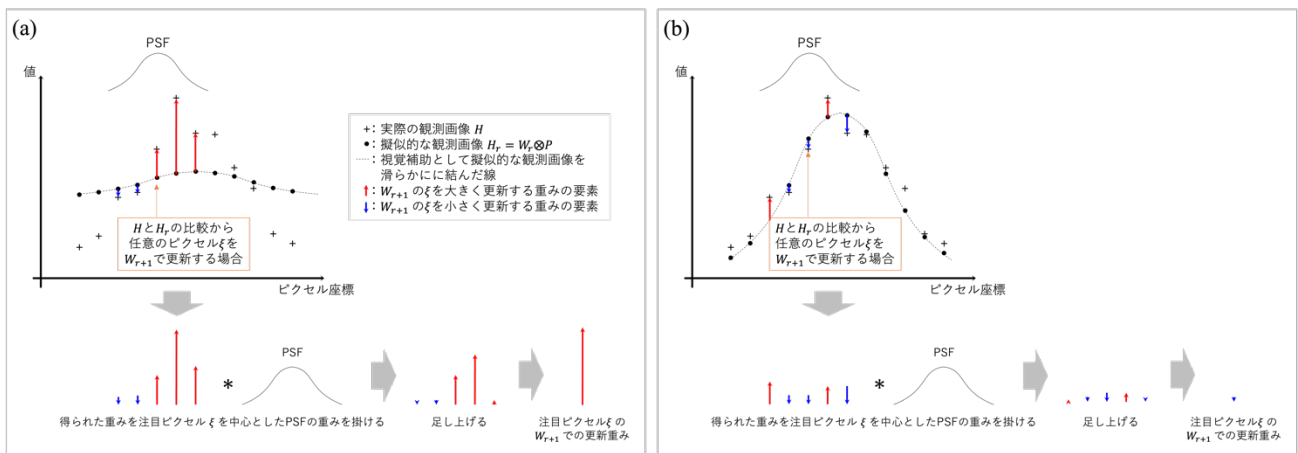 (a)
PSF
値
+：実際の観測画像 H
●：擬似的な観測画像 Hᵣ = Wᵣ⊗P
┈：視覚補助として擬似的な観測画像を
滑らかにに結んだ線
↑：Wᵣ₊₁ のξを大きく更新する重みの要素
↓：Wᵣ₊₁ のξを小さく更新する重みの要素
HとHᵣの比較から
任意のピクセルξを
Wᵣ₊₁で更新する場合
ピクセル座標
PSF
*
得られた重みを注目ピクセル ξ を中心としたPSFの重みを掛ける
足し上げる
注目ピクセルξ の
Wᵣ₊₁ での更新重み
(b)
PSF
値
HとHᵣの比較から
任意のピクセルξを
Wᵣ₊₁で更新する場合
ピクセル座標
PSF
*
得られた重みを注目ピクセル ξ を中心としたPSFの重みを掛ける
足し上げる
注目ピクセルξ の
Wᵣ₊₁ での更新重み